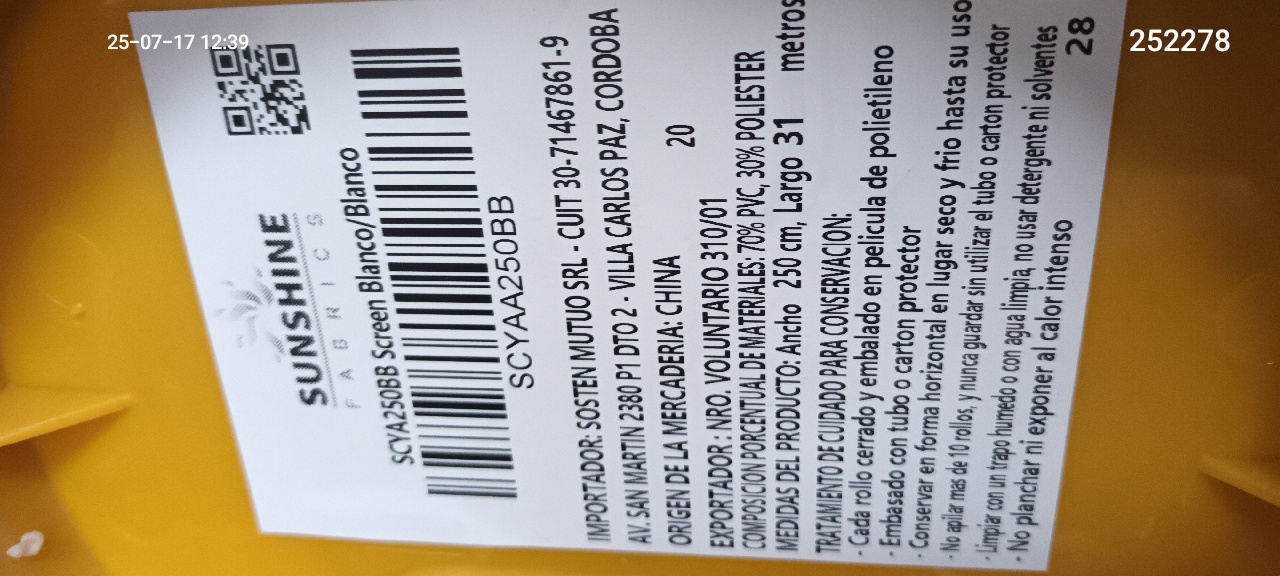 25-07-17 12:39
252278
SUNSHINE
FABRICS
SCYA250BB Screen Blanco/Blanco
SCYAA250BB
IMPORTADOR: SOSTEN MUTUO SRL - CUIT 30-71467861-9
AV. SAN MARTIN 2380 P1 DTO 2 - VILLA CARLOS PAZ, CORDOBA
ORIGEN DE LA MERCADERIA: CHINA 20
EXPORTADOR : NRO. VOLUNTARIO 310/01
COMPOSICION PORCENTUAL DE MATERIALES: 70% PVC, 30% POLIESTER
MEDIDAS DEL PRODUCTO: Ancho 250 cm, Largo 31 metros
TRATAMIENTO DE CUIDADO PARA CONSERVACION:
- Cada rollo cerrado y embalado en pelicula de polietileno
- Embasado con tubo o carton protector
- Conservar en forma horizontal en lugar seco y frio hasta su uso
- No apilar mas de 10 rollos, y nunca guardar sin utilizar el tubo o carton protector
- Limpiar con un trapo humedo o con agua limpia, no usar detergente ni solventes
- No planchar ni exponer al calor intenso
28